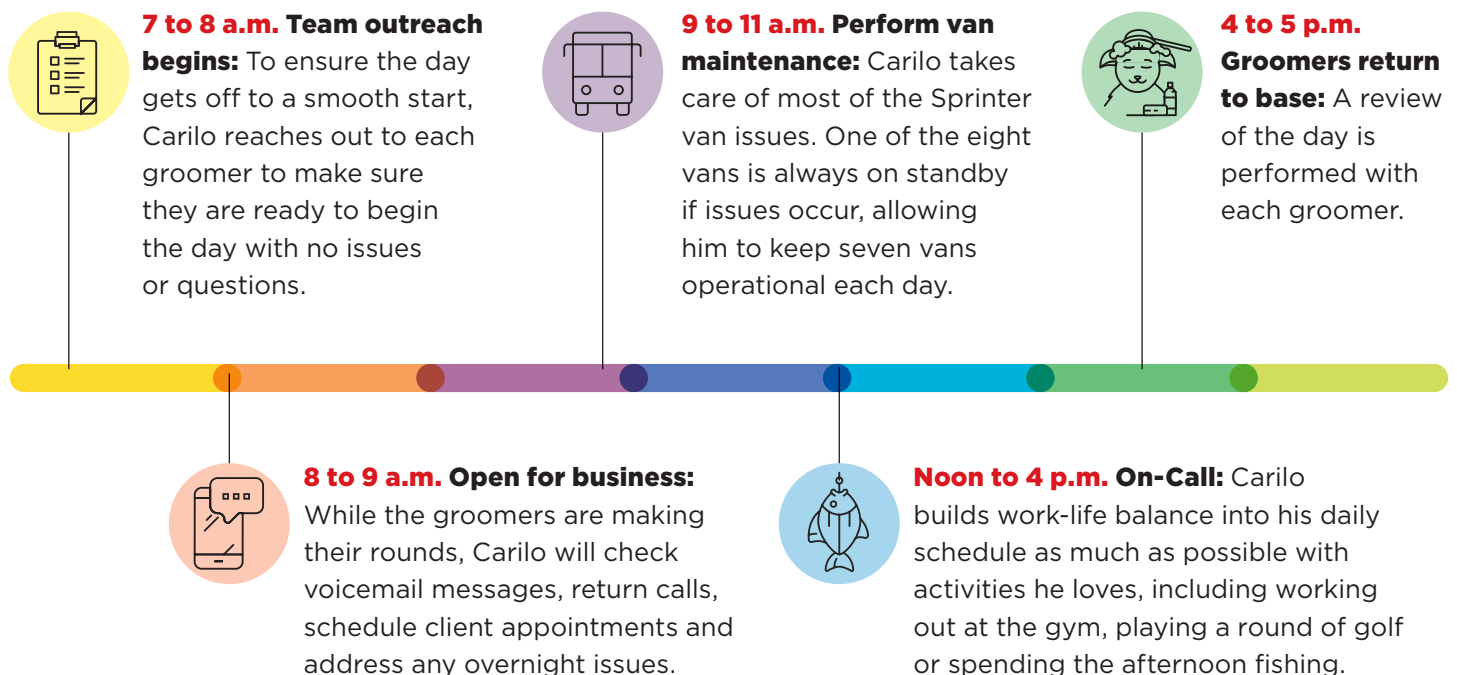 7 to 8 a.m. Team outreach
begins: To ensure the day
gets off to a smooth start,
Carilo reaches out to each
groomer to make sure
they are ready to begin
the day with no issues
or questions.
8 to 9 a.m. Open for business:
While the groomers are making
their rounds, Carilo will check
voicemail messages, return calls,
schedule client appointments and
address any overnight issues.
9 to 11 a.m. Perform van
maintenance: Carilo takes
care of most of the Sprinter
van issues. One of the eight
vans is always on standby
if issues occur, allowing
him to keep seven vans
operational each day.
Noon to 4 p.m. On-Call: Carilo
builds work-life balance into his daily
schedule as much as possible with
activities he loves, including working
out at the gym, playing a round of golf
or spending the afternoon fishing.
4 to 5 p.m.
Groomers return
to base: A review
of the day is
performed with
each groomer.